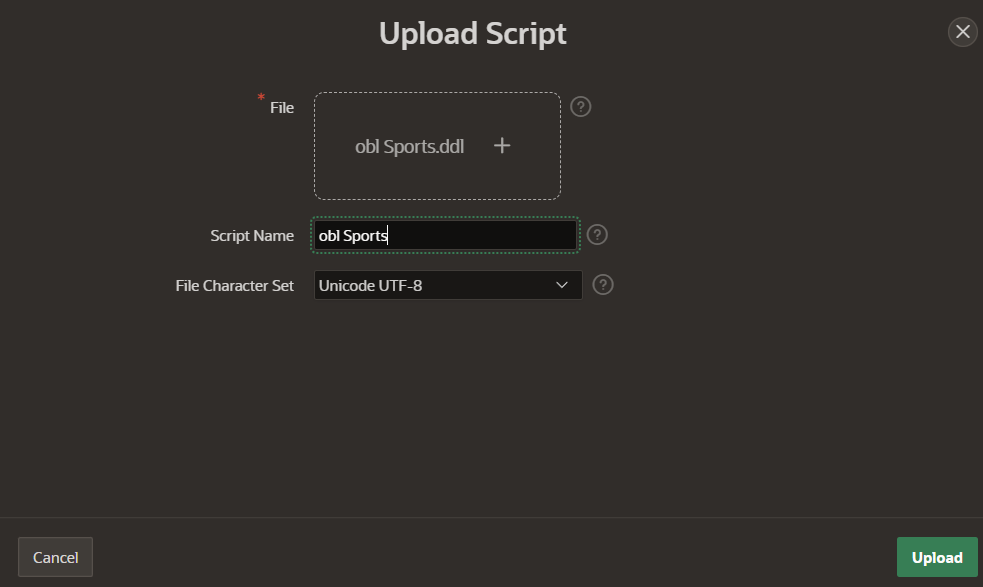 Upload Script
* File
obl Sports.ddl +
?
Script Name
obl Sports
?
File Character Set
Unicode UTF-8
?
Cancel
Upload